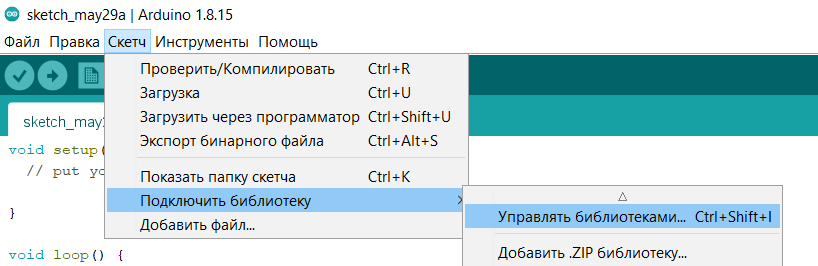 sketch_may29a | Arduino 1.8.15
Файл Правка Скетч Инструменты Помощь
Проверить/Компилировать Ctrl+R
Загрузка Ctrl+U
Загрузить через программатор Ctrl+Shift+U
Экспорт бинарного файла Ctrl+Alt+S
Показать папку скетча Ctrl+K
Подключить библиотеку
Добавить файл...
Управлять библиотеками... Ctrl+Shift+I
Добавить .ZIP библиотеку...
sketch_may2
void setup(
// put yo
}
void loop() {